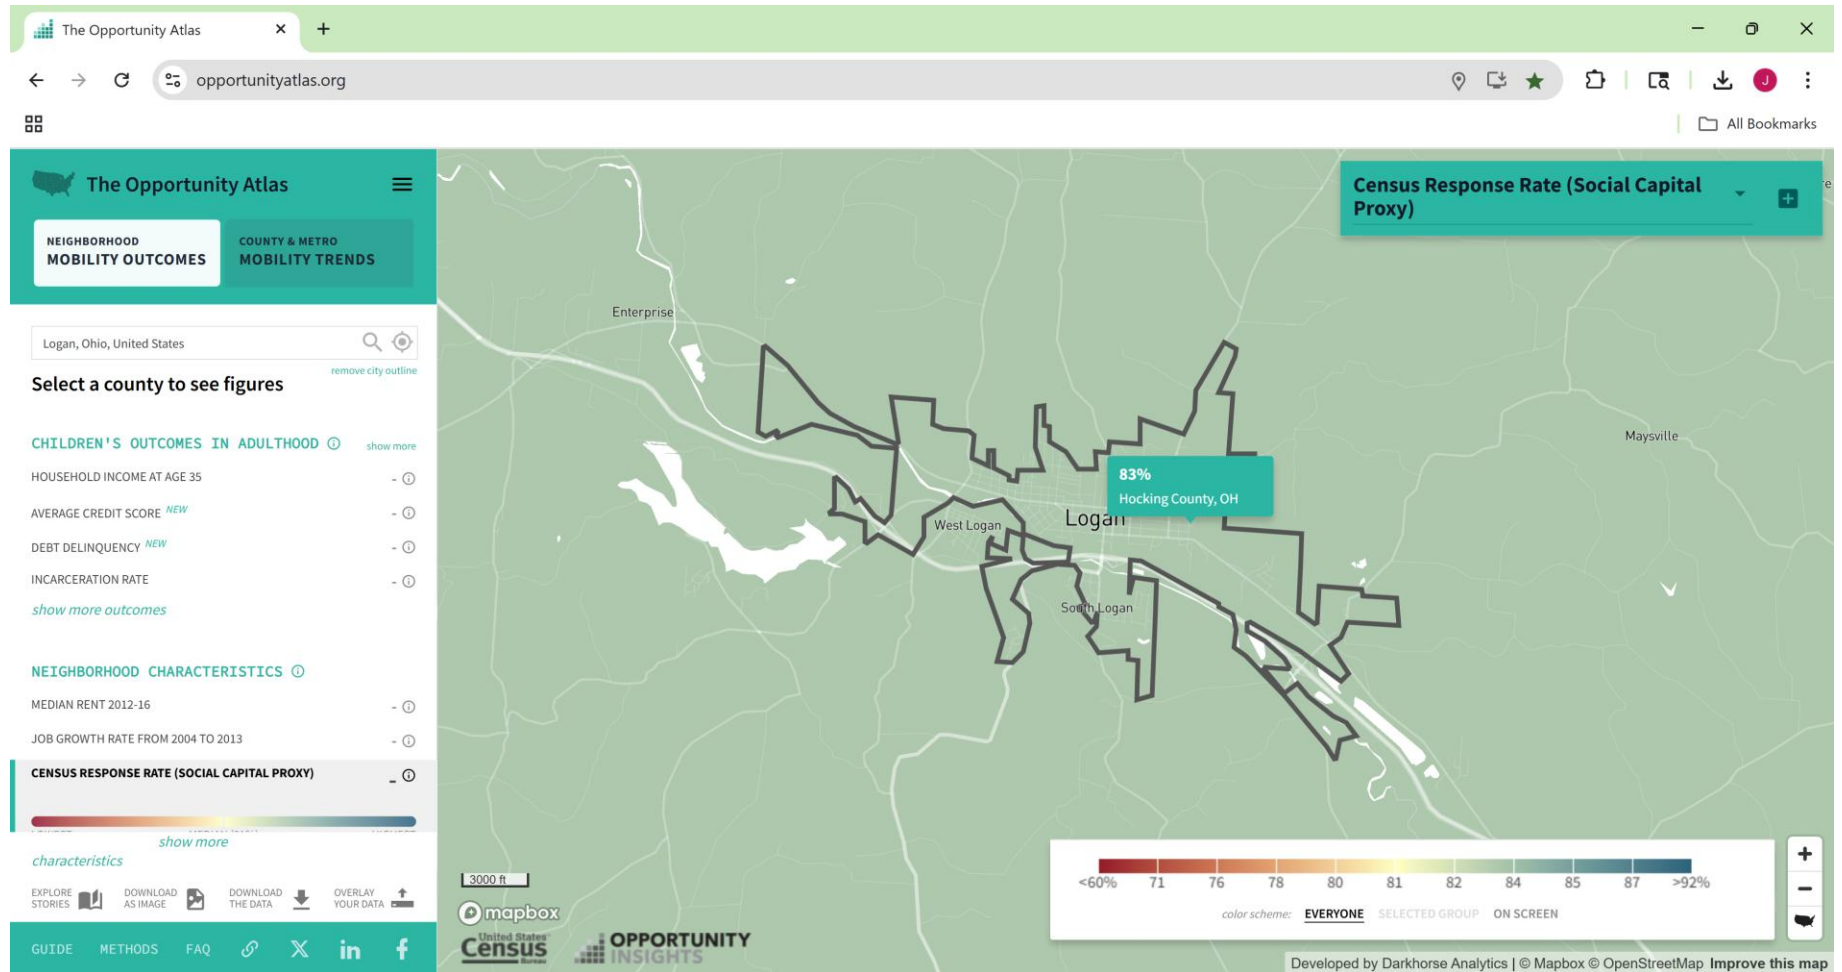 The Opportunity Atlas
opportunityatlas.org
J
All Bookmarks
The Opportunity Atlas
NEIGHBORHOOD
MOBILITY OUTCOMES
COUNTY & METRO
MOBILITY TRENDS
Logan, Ohio, United States
remove city outline
Select a county to see figures
CHILDREN'S OUTCOMES IN ADULTHOOD
show more
HOUSEHOLD INCOME AT AGE 35 -
AVERAGE CREDIT SCORE NEW -
DEBT DELINQUENCY NEW -
INCARCERATION RATE -
show more outcomes
NEIGHBORHOOD CHARACTERISTICS
MEDIAN RENT 2012-16 -
JOB GROWTH RATE FROM 2004 TO 2013 -
CENSUS RESPONSE RATE (SOCIAL CAPITAL PROXY) -
show more
characteristics
EXPLORE
STORIES
DOWNLOAD
AS IMAGE
DOWNLOAD
THE DATA
OVERLAY
YOUR DATA
GUIDE METHODS FAQ
Census Response Rate (Social Capital
Proxy)
Enterprise
Maysville
83%
Hocking County, OH
West Logan
Logan
South Logan
3000 ft
mapbox
United States
Census
Bureau
OPPORTUNITY
INSIGHTS
<60% 71 76 78 80 81 82 84 85 87 >92%
color scheme: EVERYONE SELECTED GROUP ON SCREEN
Developed by Darkhorse Analytics | © Mapbox © OpenStreetMap Improve this map